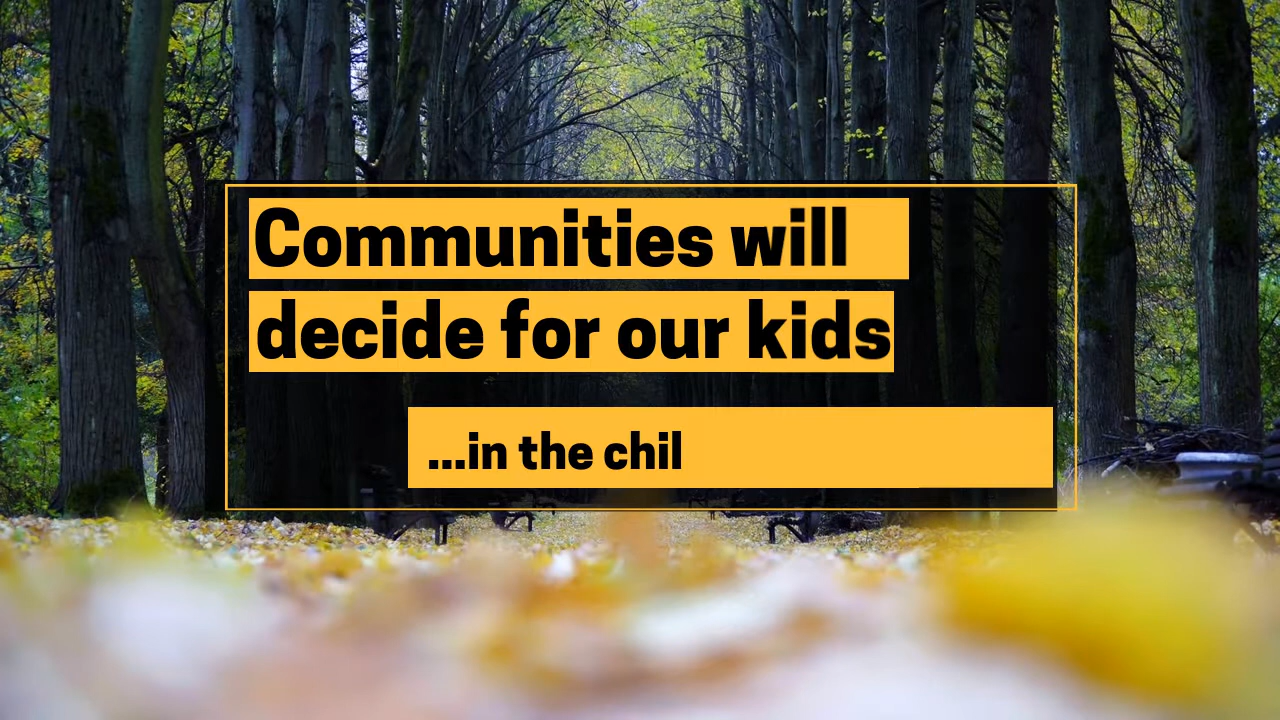 Communities will
decide for our kids
...in the chil